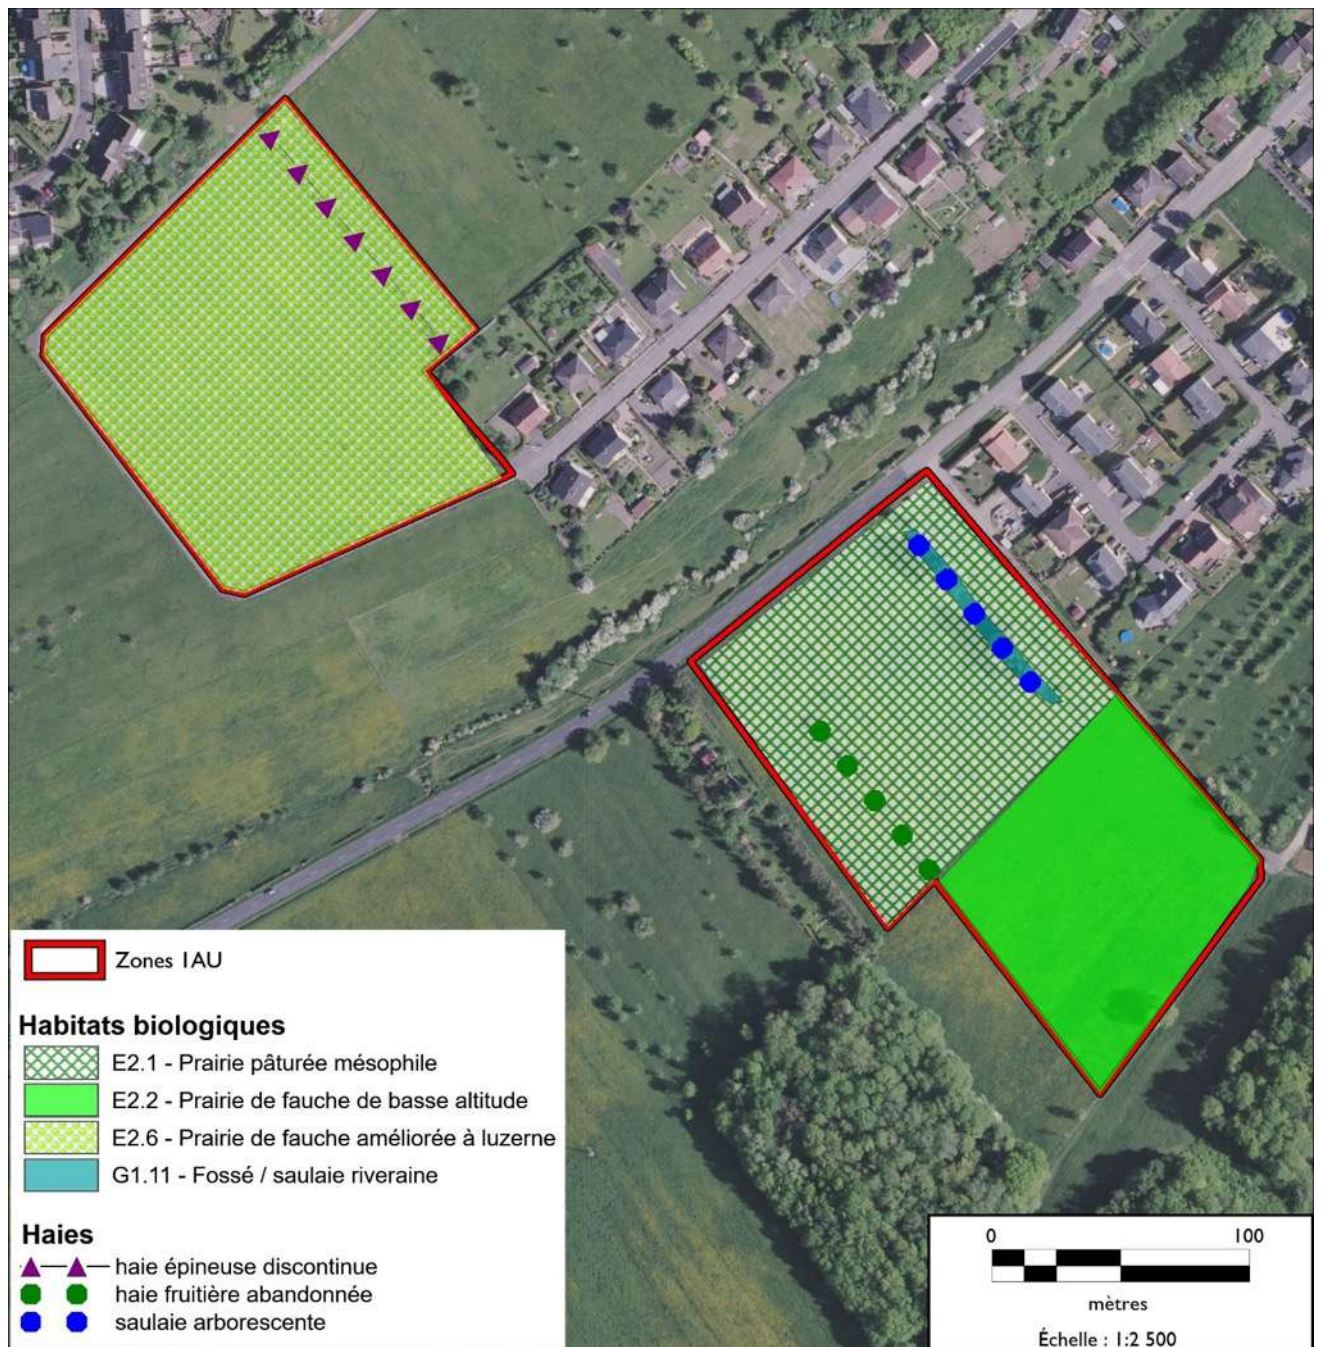 Zones 1AU
Habitats biologiques
E2.1 - Prairie pâturée mésophile
E2.2 - Prairie de fauche de basse altitude
E2.6 - Prairie de fauche améliorée à luzerne
G1.11 - Fossé / saulaie riveraine
Haies
haie épineuse discontinue
haie fruitière abandonnée
saulaie arborescente
0 100
mètres
Échelle : 1:2 500